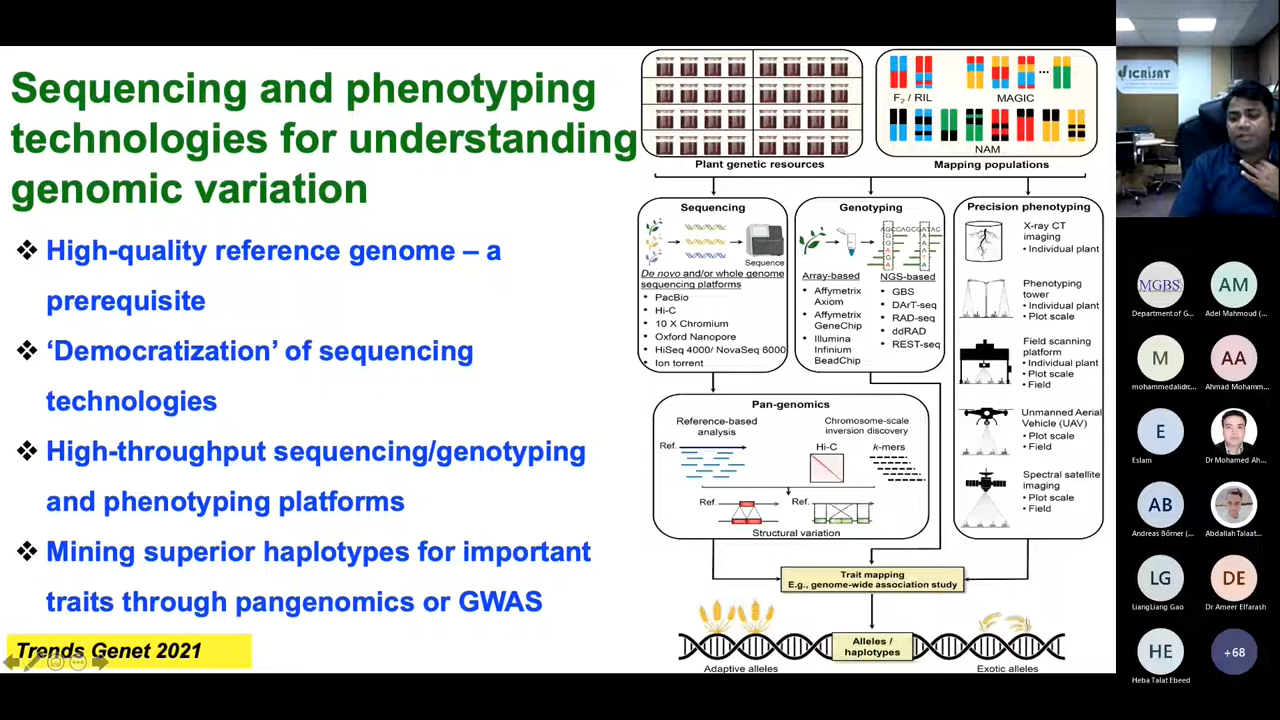 Sequencing and phenotyping
technologies for understanding
genomic variation
❖ High-quality reference genome – a
prerequisite
❖ ‘Democratization’ of sequencing
technologies
❖ High-throughput sequencing/genotyping
and phenotyping platforms
❖ Mining superior haplotypes for important
traits through pangenomics or GWAS
Trends Genet 2021
Plant genetic resources
F2 / RIL
MAGIC
NAM
Mapping populations
Sequencing
Sequence
De novo and/or whole genome
sequencing platforms
• PacBio
• Hi-C
• 10 X Chromium
• Oxford Nanopore
• HiSeq 4000/ NovaSeq 6000
• Ion torrent
Genotyping
AGCCAGCGATAC
Array-based
• Affymetrix
Axiom
• Affymetrix
GeneChip
• Illumina
Infinium
BeadChip
NGS-based
• GBS
• DArT-seq
• RAD-seq
• ddRAD
• REST-seq
Precision phenotyping
X-ray CT
imaging
• Individual plant
Phenotyping
tower
• Individual plant
• Plot scale
Field scanning
platform
• Individual plant
• Plot scale
• Field
Unmanned Aerial
Vehicle (UAV)
• Plot scale
• Field
Spectral satellite
imaging
• Plot scale
• Field
Pan-genomics
Reference-based
analysis
Ref.
Chromosome-scale
inversion discovery
Hi-C
k-mers
Ref.
Ref.
Structural variation
Trait mapping
E.g., genome-wide association study
Alleles /
haplotypes
Adaptive alleles
Exotic alleles
ICRISAT
MGBS
Department of G...
AM
Adel Mahmoud (...
M
mohammedalidrc...
AA
Ahmad Mohamm...
E
Eslam
Dr Mohamed Ah...
AB
Andreas Börner (...
Abdallah Talaat...
LG
LiangLiang Gao
DE
Dr Ameer Elfarash
HE
Heba Talat Ebeed
+68